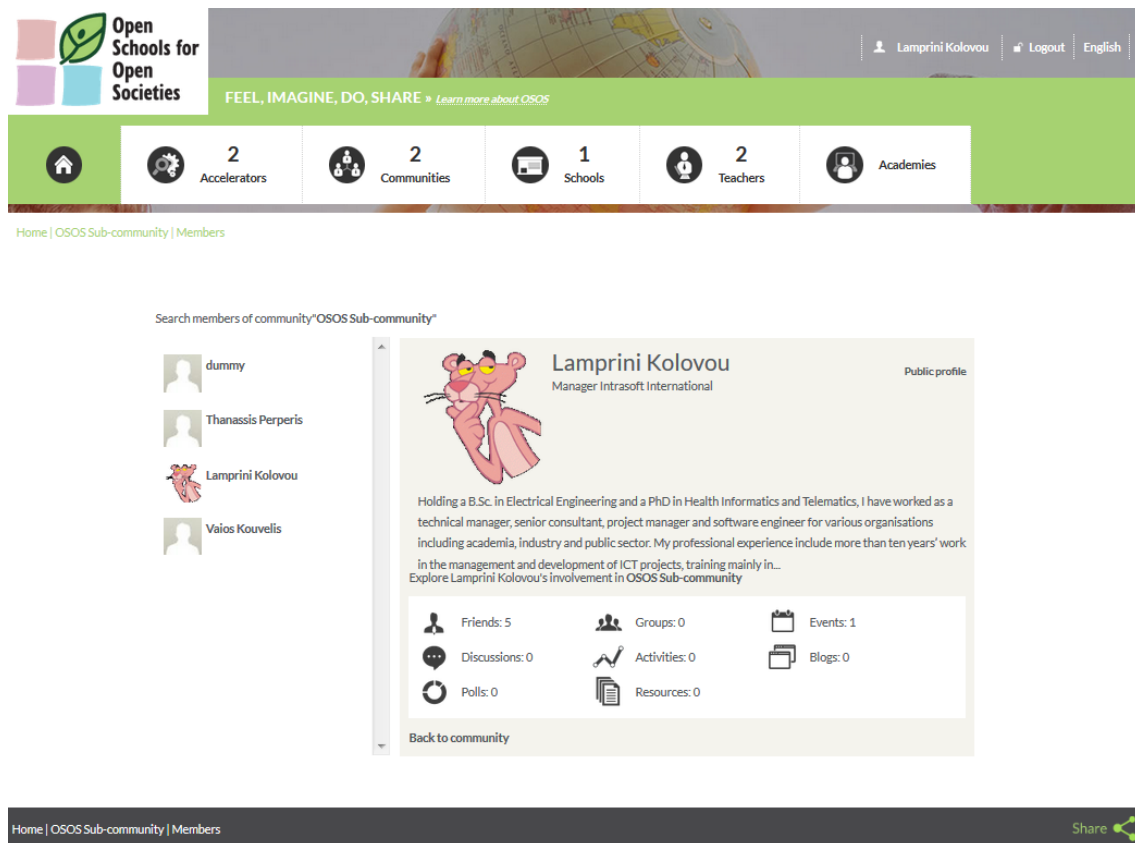 Open
Schools for
Open
Societies
Lamprini Kolovou
Logout
English
FEEL, IMAGINE, DO, SHARE » Learn more about OSOS
2
Accelerators
2
Communities
1
Schools
2
Teachers
Academies
Home | OSOS Sub-community | Members
Search members of community"OSOS Sub-community"
dummy
Thanassis Perperis
Lamprini Kolovou
Vaios Kouvelis
Lamprini Kolovou
Manager Intrasoft International
Public profile
Holding a B.Sc. in Electrical Engineering and a PhD in Health Informatics and Telematics, I have worked as a
technical manager, senior consultant, project manager and software engineer for various organisations
including academia, industry and public sector. My professional experience include more than ten years' work
in the management and development of ICT projects, training mainly in...
Explore Lamprini Kolovou's involvement in OSOS Sub-community
Friends: 5
Groups: 0
Events: 1
Discussions: 0
Activities: 0
Blogs: 0
Polls: 0
Resources: 0
Back to community
Home | OSOS Sub-community | Members
Share